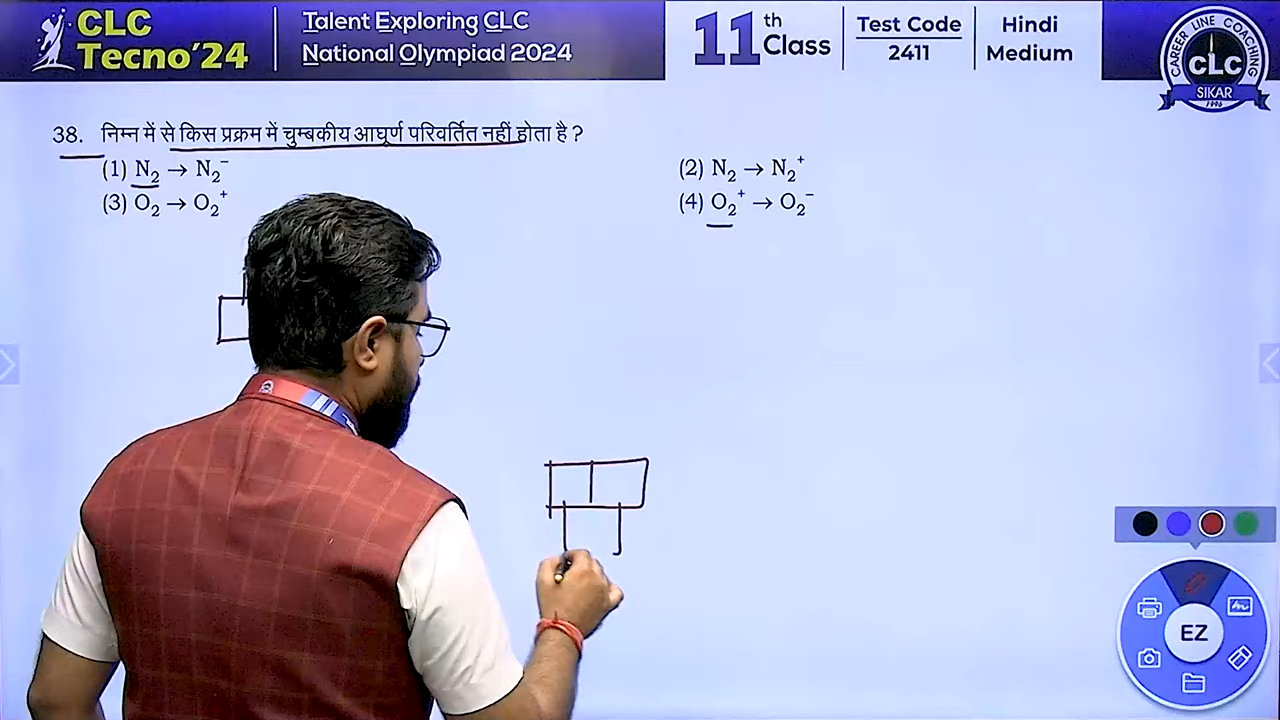 CLC
Tecno'24
Talent Exploring CLC
National Olympiad 2024
11th Class
Test Code
2411
Hindi
Medium
CAREER LINE COACHING
CLC
SIKAR
1996
38. निम्न में से किस प्रक्रम में चुम्बकीय आघूर्ण परिवर्तित नहीं होता है ?
(1) N₂ → N₂⁻
(2) N₂ → N₂⁺
(3) O₂ → O₂⁺
(4) O₂⁺ → O₂⁻
EZ